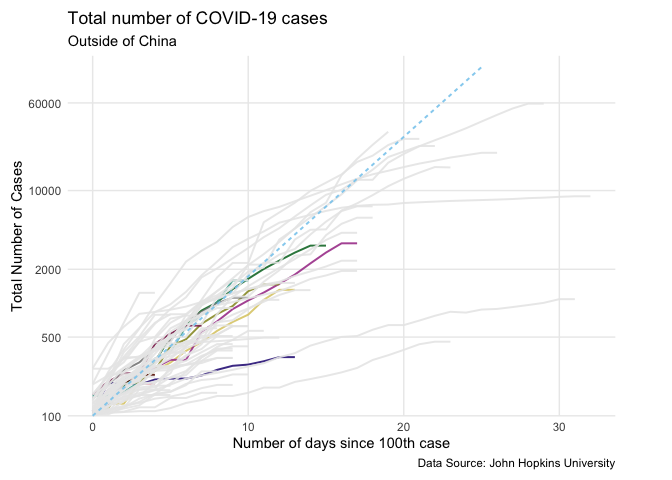 Total number of COVID-19 cases
Outside of China
Total Number of Cases
60000
10000
2000
500
100
0
10
20
30
Number of days since 100th case
Data Source: John Hopkins University